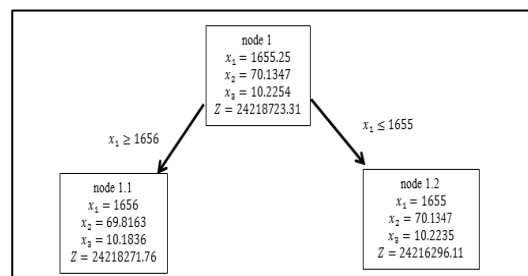 node 1
x₁ = 1655.25
x₂ = 70.1347
x₃ = 10.2254
Z = 24218723.31
x₁ ≥ 1656
x₁ ≤ 1655
node 1.1
x₁ = 1656
x₂ = 69.8163
x₃ = 10.1836
Z = 24218271.76
node 1.2
x₁ = 1655
x₂ = 70.1347
x₃ = 10.2235
Z = 24216296.11